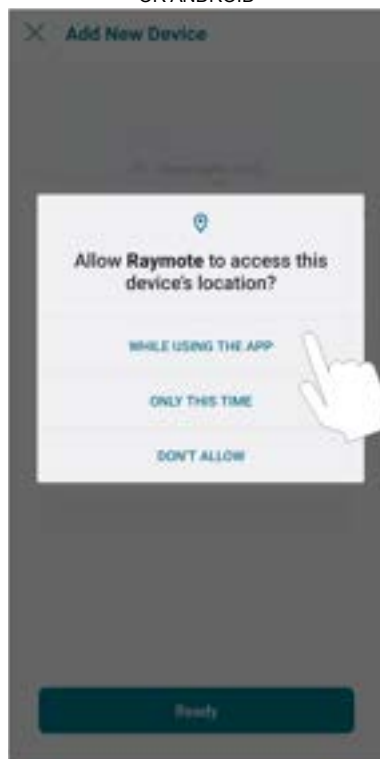 OR ANDROID
Add New Device
Allow Raymote to access this
device's location?
WHILE USING THE APP
ONLY THIS TIME
DON'T ALLOW
Ready